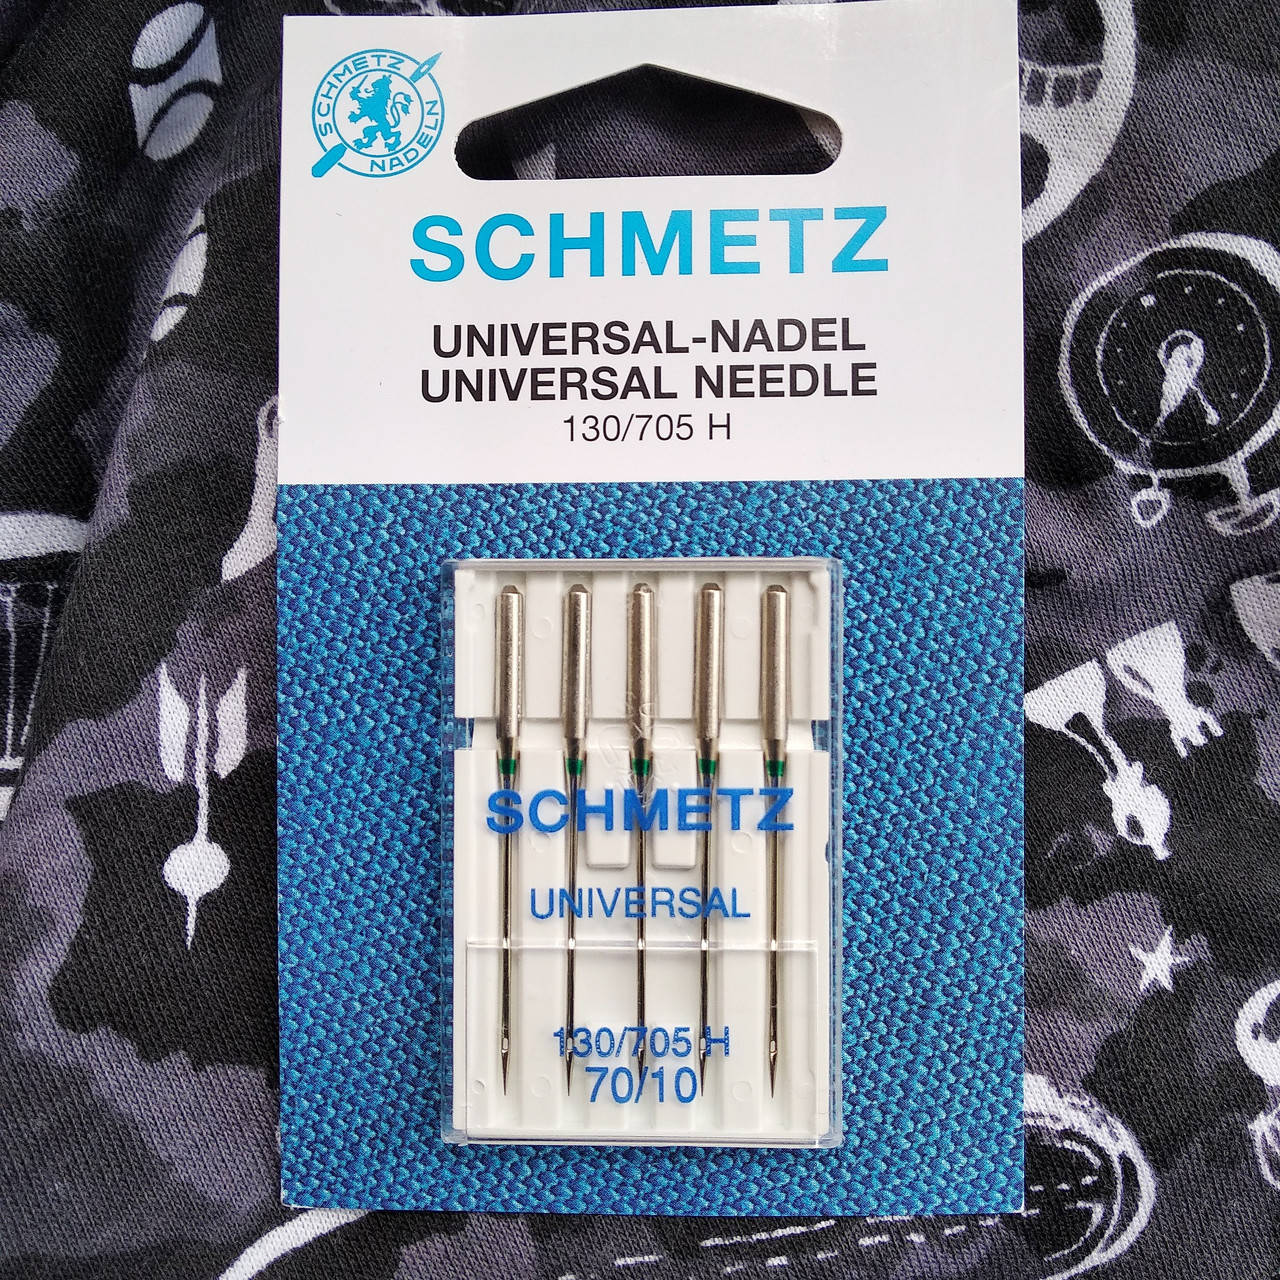 SCHMETZ
NADELN
SCHMETZ
UNIVERSAL-NADEL
UNIVERSAL NEEDLE
130/705 H
SCHMETZ
UNIVERSAL
130/705 H
70/10